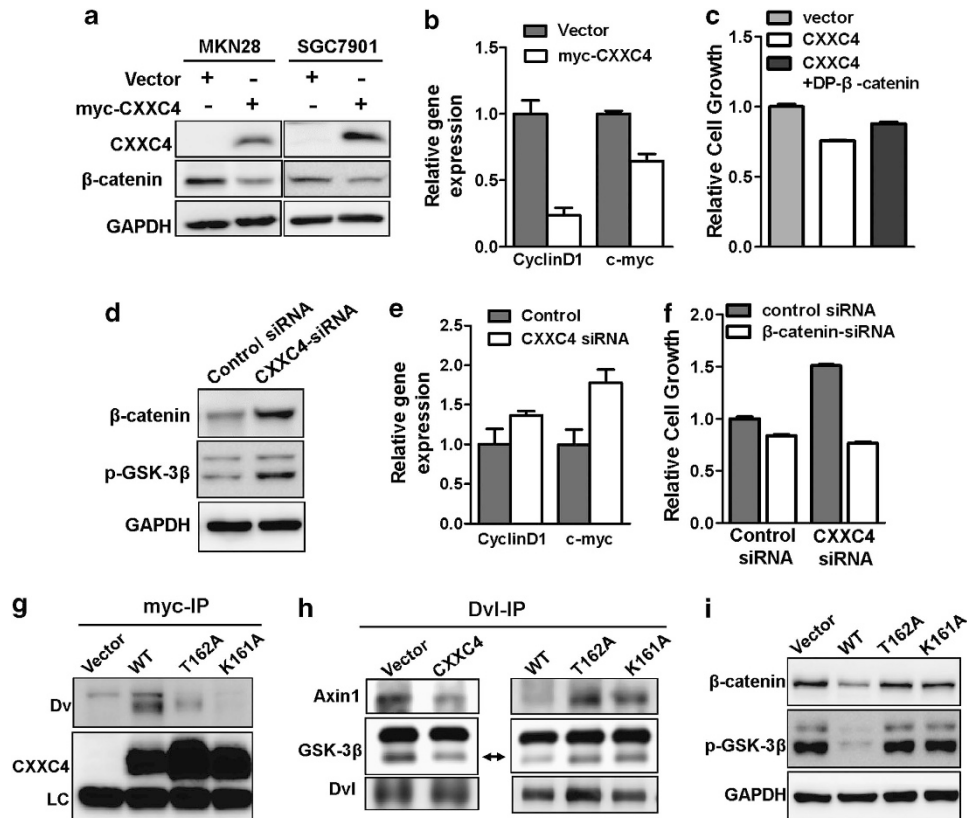 a
MKN28 SGC7901
Vector + - + -
myc-CXXC4 - + - +
CXXC4
β-catenin
GAPDH
b
Vector
myc-CXXC4
Relative gene
expression
1.5
1.0
0.5
0.0
CyclinD1 c-myc
c
vector
CXXC4
CXXC4
+DP-β -catenin
Relative Cell Growth
1.5
1.0
0.5
0.0
d
Control siRNA
CXXC4-siRNA
β-catenin
p-GSK-3β
GAPDH
e
Control
CXXC4 siRNA
Relative gene
expression
2.5
2.0
1.5
1.0
0.5
0.0
CyclinD1 c-myc
f
control siRNA
β-catenin-siRNA
Relative Cell Growth
2.0
1.5
1.0
0.5
0.0
Control
siRNA
CXXC4
siRNA
g
myc-IP
Vector WT T162A K161A
Dv
CXXC4
LC
h
Dvl-IP
Vector CXXC4 WT T162A K161A
Axin1
GSK-3β
Dvl
i
Vector WT T162A K161A
β-catenin
p-GSK-3β
GAPDH